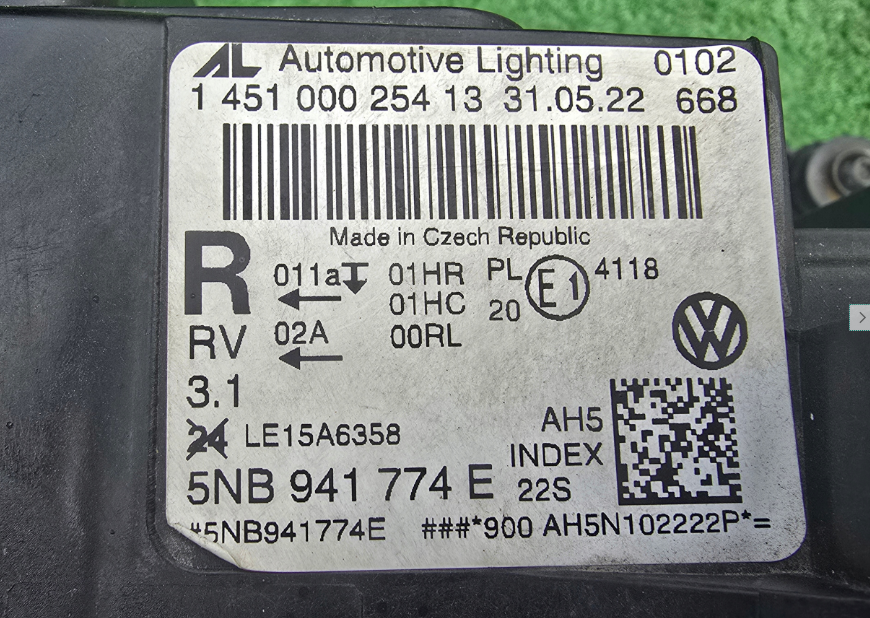 AL Automotive Lighting 0102
1 451 000 254 13 31.05.22 668
Made in Czech Republic
R 011a 01HR PL E1 4118
01HC 20
RV 02A 00RL
3.1
24 LE15A6358 AH5
INDEX
5NB 941 774 E 22S
*5NB941774E ###*900 AH5N102222P*=